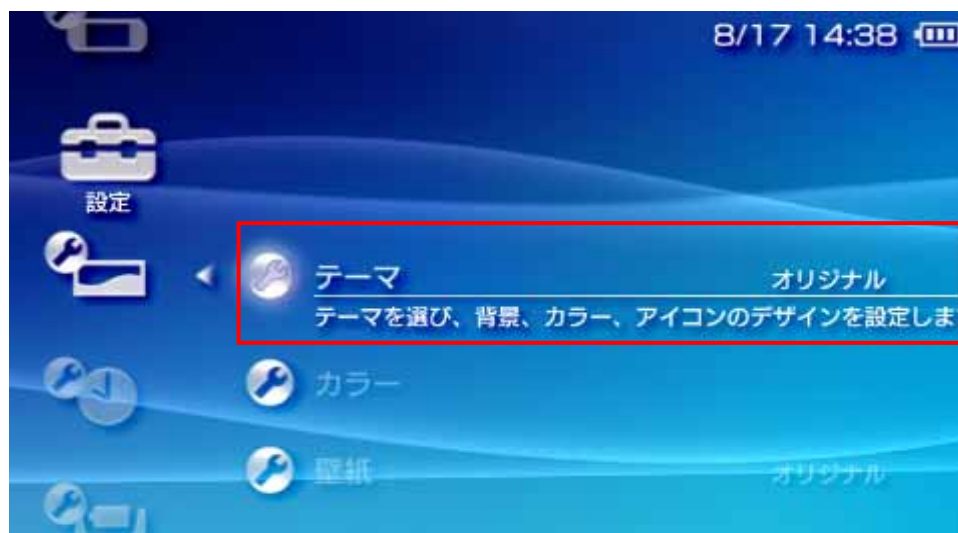 8/17 14:38
設定
テーマ オリジナル
テーマを選び、背景、カラー、アイコンのデザインを設定しま
カラー
壁紙 オリジナル